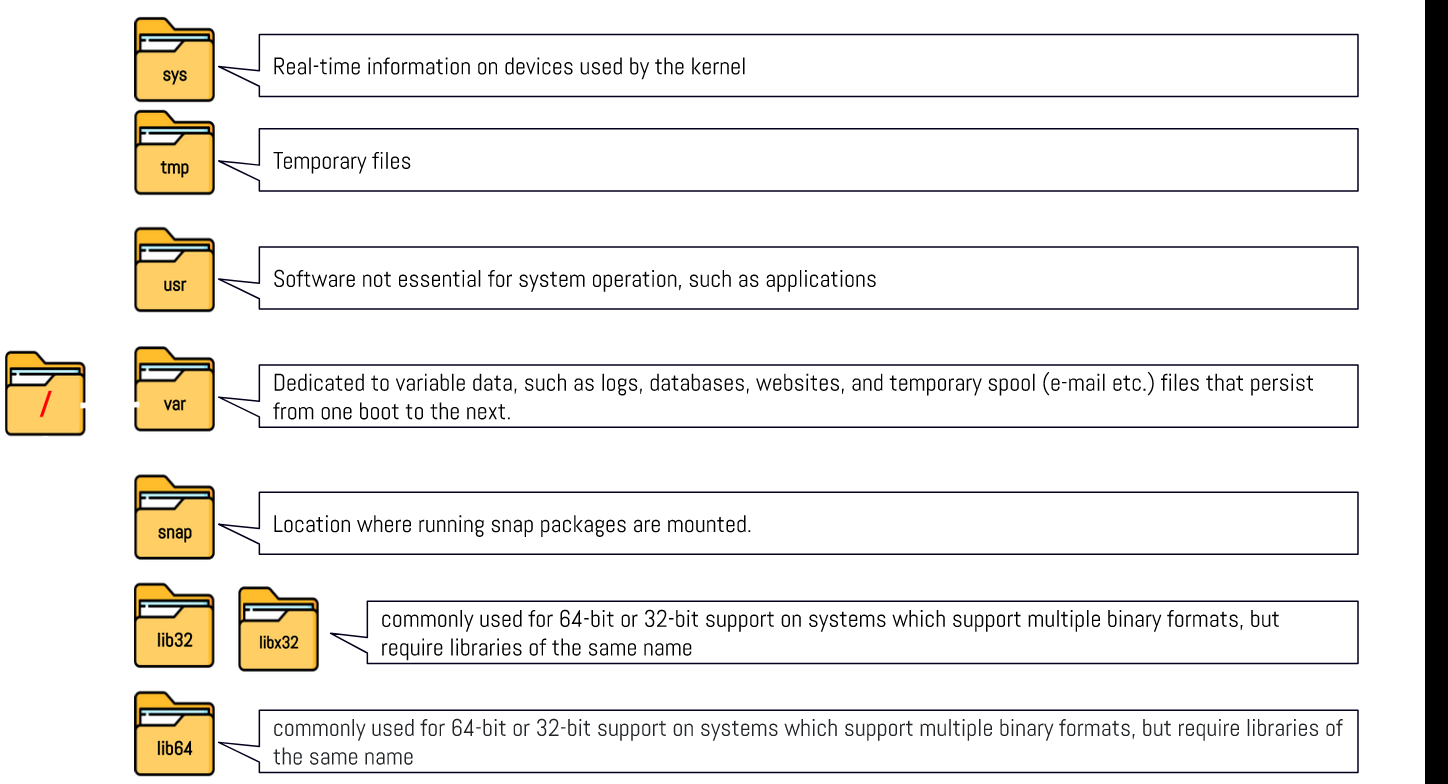 sys
Real-time information on devices used by the kernel
tmp
Temporary files
usr
Software not essential for system operation, such as applications
/
var
Dedicated to variable data, such as logs, databases, websites, and temporary spool (e-mail etc.) files that persist
from one boot to the next.
snap
Location where running snap packages are mounted.
lib32
libx32
commonly used for 64-bit or 32-bit support on systems which support multiple binary formats, but
require libraries of the same name
lib64
commonly used for 64-bit or 32-bit support on systems which support multiple binary formats, but require libraries of
the same name